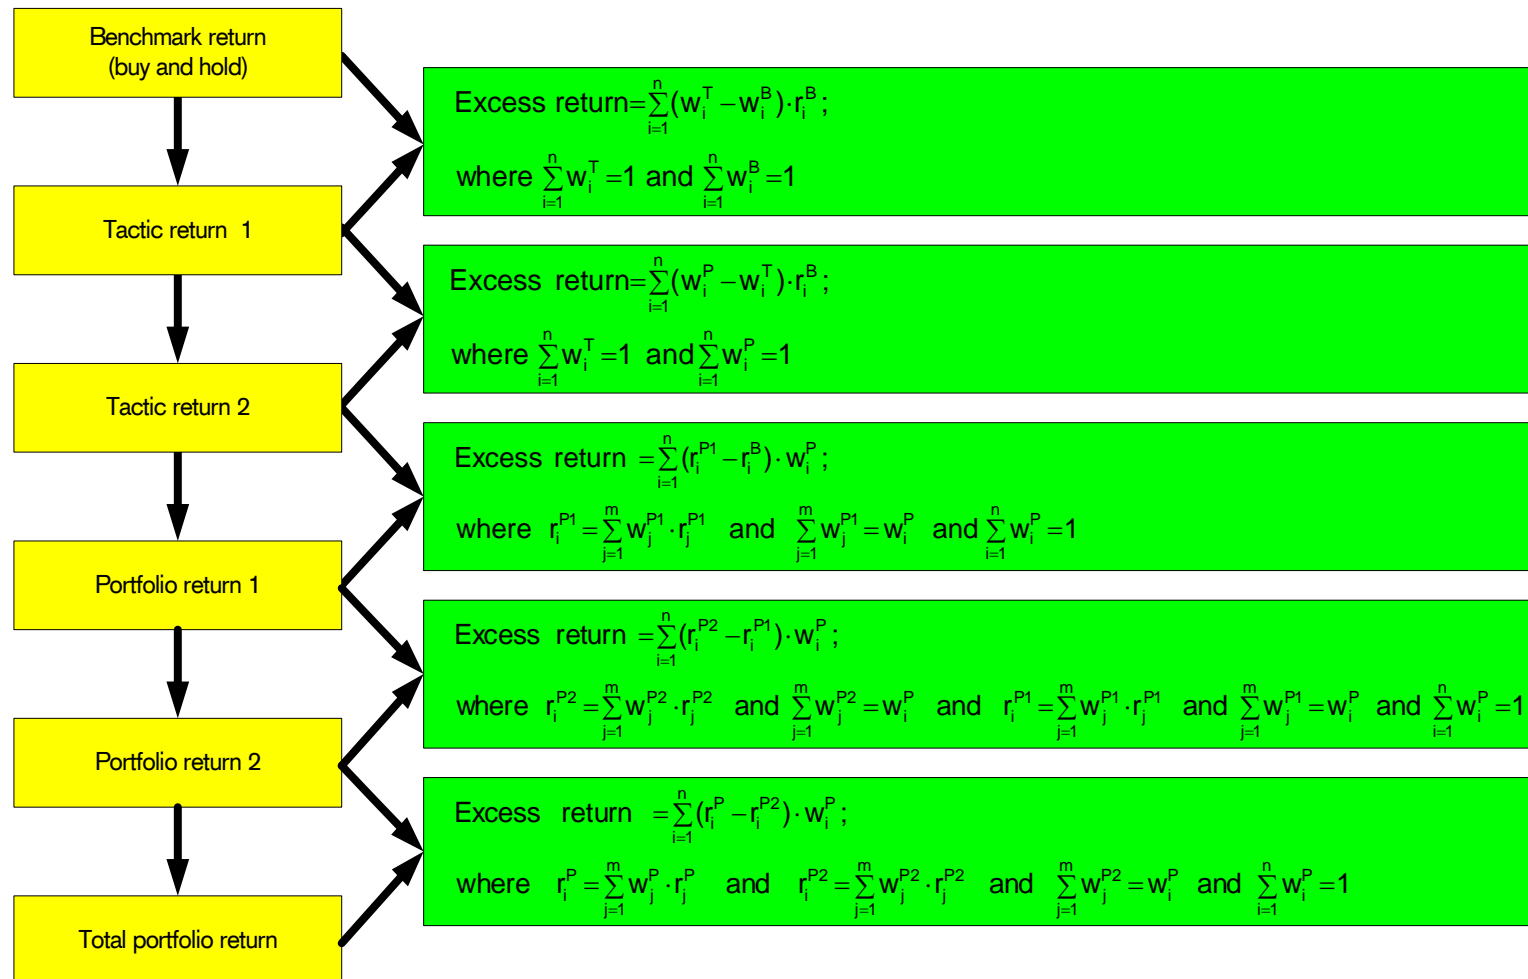 Benchmark return
(buy and hold)
Excess return=∑_{i=1}^{n}(w_i^T − w_i^B)·r_i^B;
where ∑_{i=1}^{n}w_i^T=1 and ∑_{i=1}^{n}w_i^B=1
Tactic return 1
Excess return=∑_{i=1}^{n}(w_i^P − w_i^T)·r_i^B;
where ∑_{i=1}^{n}w_i^T=1 and ∑_{i=1}^{n}w_i^P=1
Tactic return 2
Excess return =∑_{i=1}^{n}(r_i^{P1} − r_i^B)·w_i^P;
where r_i^{P1}=∑_{j=1}^{m}w_j^{P1}·r_j^{P1} and ∑_{j=1}^{m}w_j^{P1}=w_i^P and ∑_{i=1}^{n}w_i^P=1
Portfolio return 1
Excess return =∑_{i=1}^{n}(r_i^{P2} − r_i^{P1})·w_i^P;
where r_i^{P2}=∑_{j=1}^{m}w_j^{P2}·r_j^{P2} and ∑_{j=1}^{m}w_j^{P2}=w_i^P and r_i^{P1}=∑_{j=1}^{m}w_j^{P1}·r_j^{P1} and ∑_{j=1}^{m}w_j^{P1}=w_i^P and ∑_{i=1}^{n}w_i^P=1
Portfolio return 2
Excess return =∑_{i=1}^{n}(r_i^P − r_i^{P2})·w_i^P;
where r_i^P=∑_{j=1}^{m}w_j^P·r_j^P and r_i^{P2}=∑_{j=1}^{m}w_j^{P2}·r_j^{P2} and ∑_{j=1}^{m}w_j^{P2}=w_i^P and ∑_{i=1}^{n}w_i^P=1
Total portfolio return